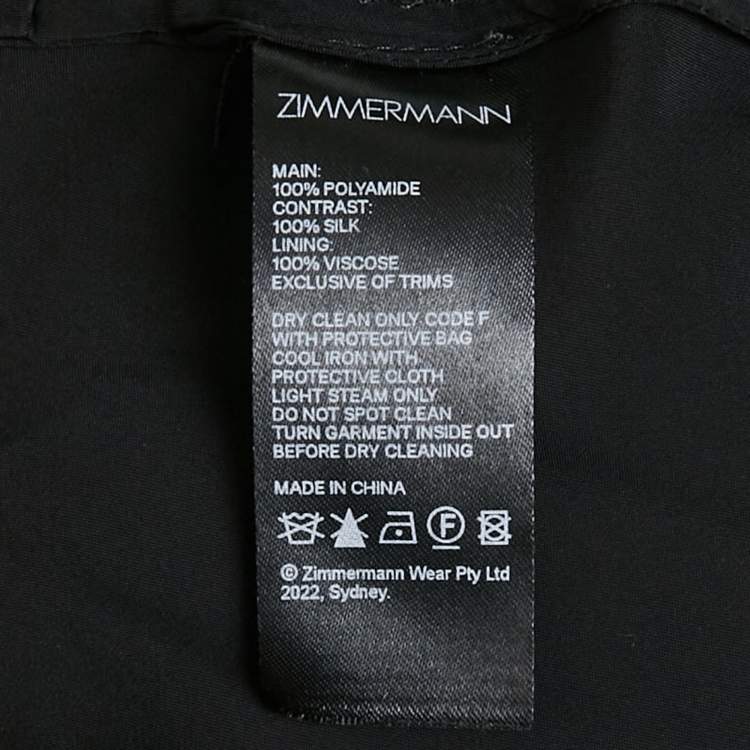 ZIMMERMANN
MAIN:
100% POLYAMIDE
CONTRAST:
100% SILK
LINING:
100% VISCOSE
EXCLUSIVE OF TRIMS
DRY CLEAN ONLY CODE F
WITH PROTECTIVE BAG
COOL IRON WITH
PROTECTIVE CLOTH
LIGHT STEAM ONLY
DO NOT SPOT CLEAN
TURN GARMENT INSIDE OUT
BEFORE DRY CLEANING
MADE IN CHINA
F
© Zimmermann Wear Pty Ltd
2022, Sydney.